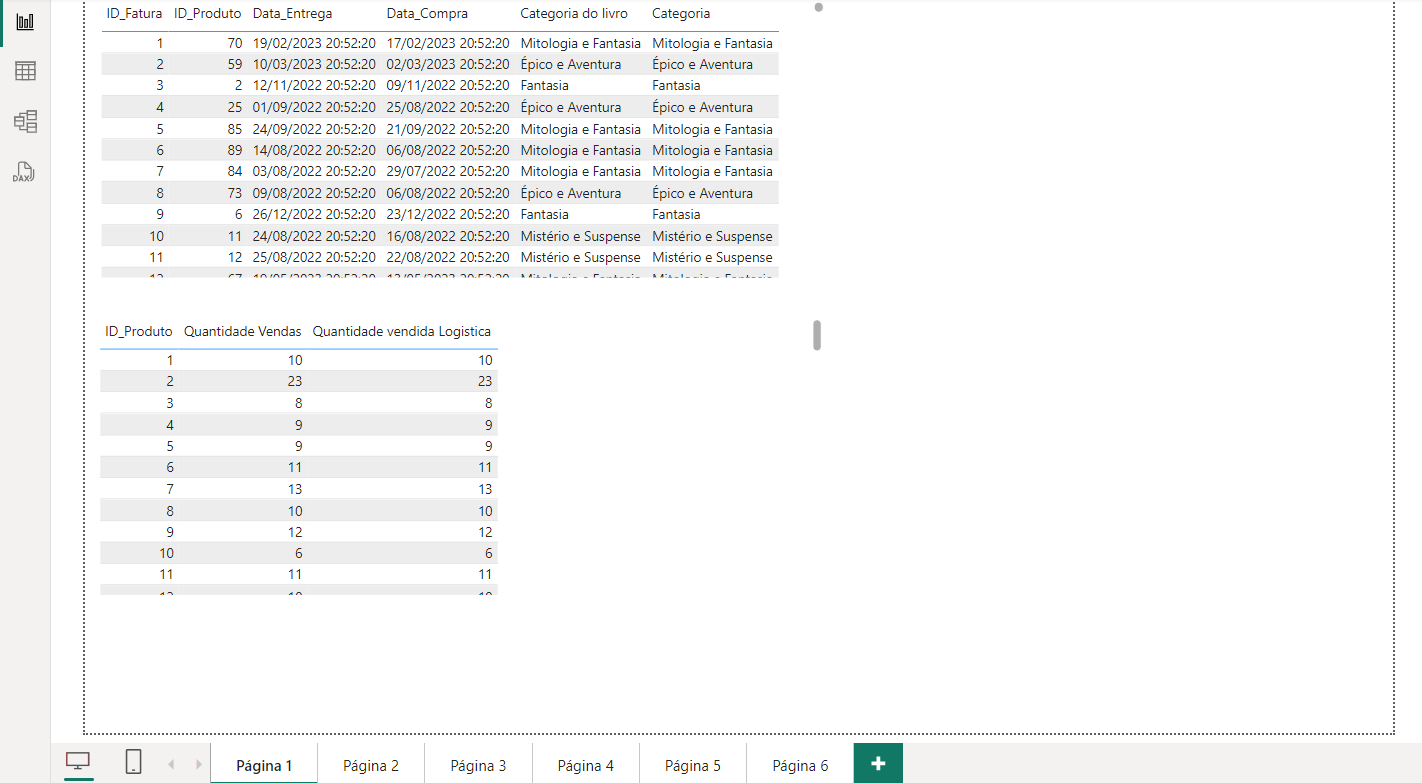 ID_Fatura ID_Produto Data_Entrega Data_Compra Categoria do livro Categoria
1 70 19/02/2023 20:52:20 17/02/2023 20:52:20 Mitologia e Fantasia Mitologia e Fantasia
2 59 10/03/2023 20:52:20 02/03/2023 20:52:20 Épico e Aventura Épico e Aventura
3 2 12/11/2022 20:52:20 09/11/2022 20:52:20 Fantasia Fantasia
4 25 01/09/2022 20:52:20 25/08/2022 20:52:20 Épico e Aventura Épico e Aventura
5 85 24/09/2022 20:52:20 21/09/2022 20:52:20 Mitologia e Fantasia Mitologia e Fantasia
6 89 14/08/2022 20:52:20 06/08/2022 20:52:20 Mitologia e Fantasia Mitologia e Fantasia
7 84 03/08/2022 20:52:20 29/07/2022 20:52:20 Mitologia e Fantasia Mitologia e Fantasia
8 73 09/08/2022 20:52:20 06/08/2022 20:52:20 Épico e Aventura Épico e Aventura
9 6 26/12/2022 20:52:20 23/12/2022 20:52:20 Fantasia Fantasia
10 11 24/08/2022 20:52:20 16/08/2022 20:52:20 Mistério e Suspense Mistério e Suspense
11 12 25/08/2022 20:52:20 22/08/2022 20:52:20 Mistério e Suspense Mistério e Suspense
DAX
ID_Produto Quantidade Vendas Quantidade vendida Logistica
1 10 10
2 23 23
3 8 8
4 9 9
5 9 9
6 11 11
7 13 13
8 10 10
9 12 12
10 6 6
11 11 11
Página 1 Página 2 Página 3 Página 4 Página 5 Página 6